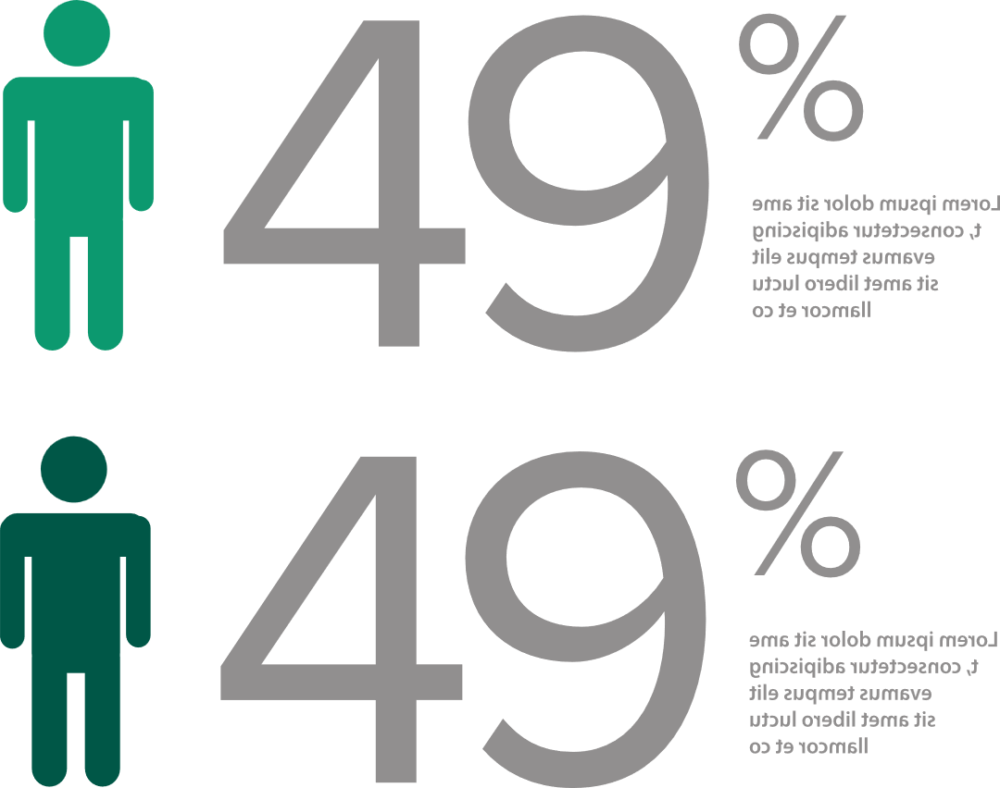 49%
Lorem ipsum dolor sit ame
t, consectetur adipiscing
evamus tempus elit
sit amet libero luctu
llamcor et co
49%
Lorem ipsum dolor sit ame
t, consectetur adipiscing
evamus tempus elit
sit amet libero luctu
llamcor et co